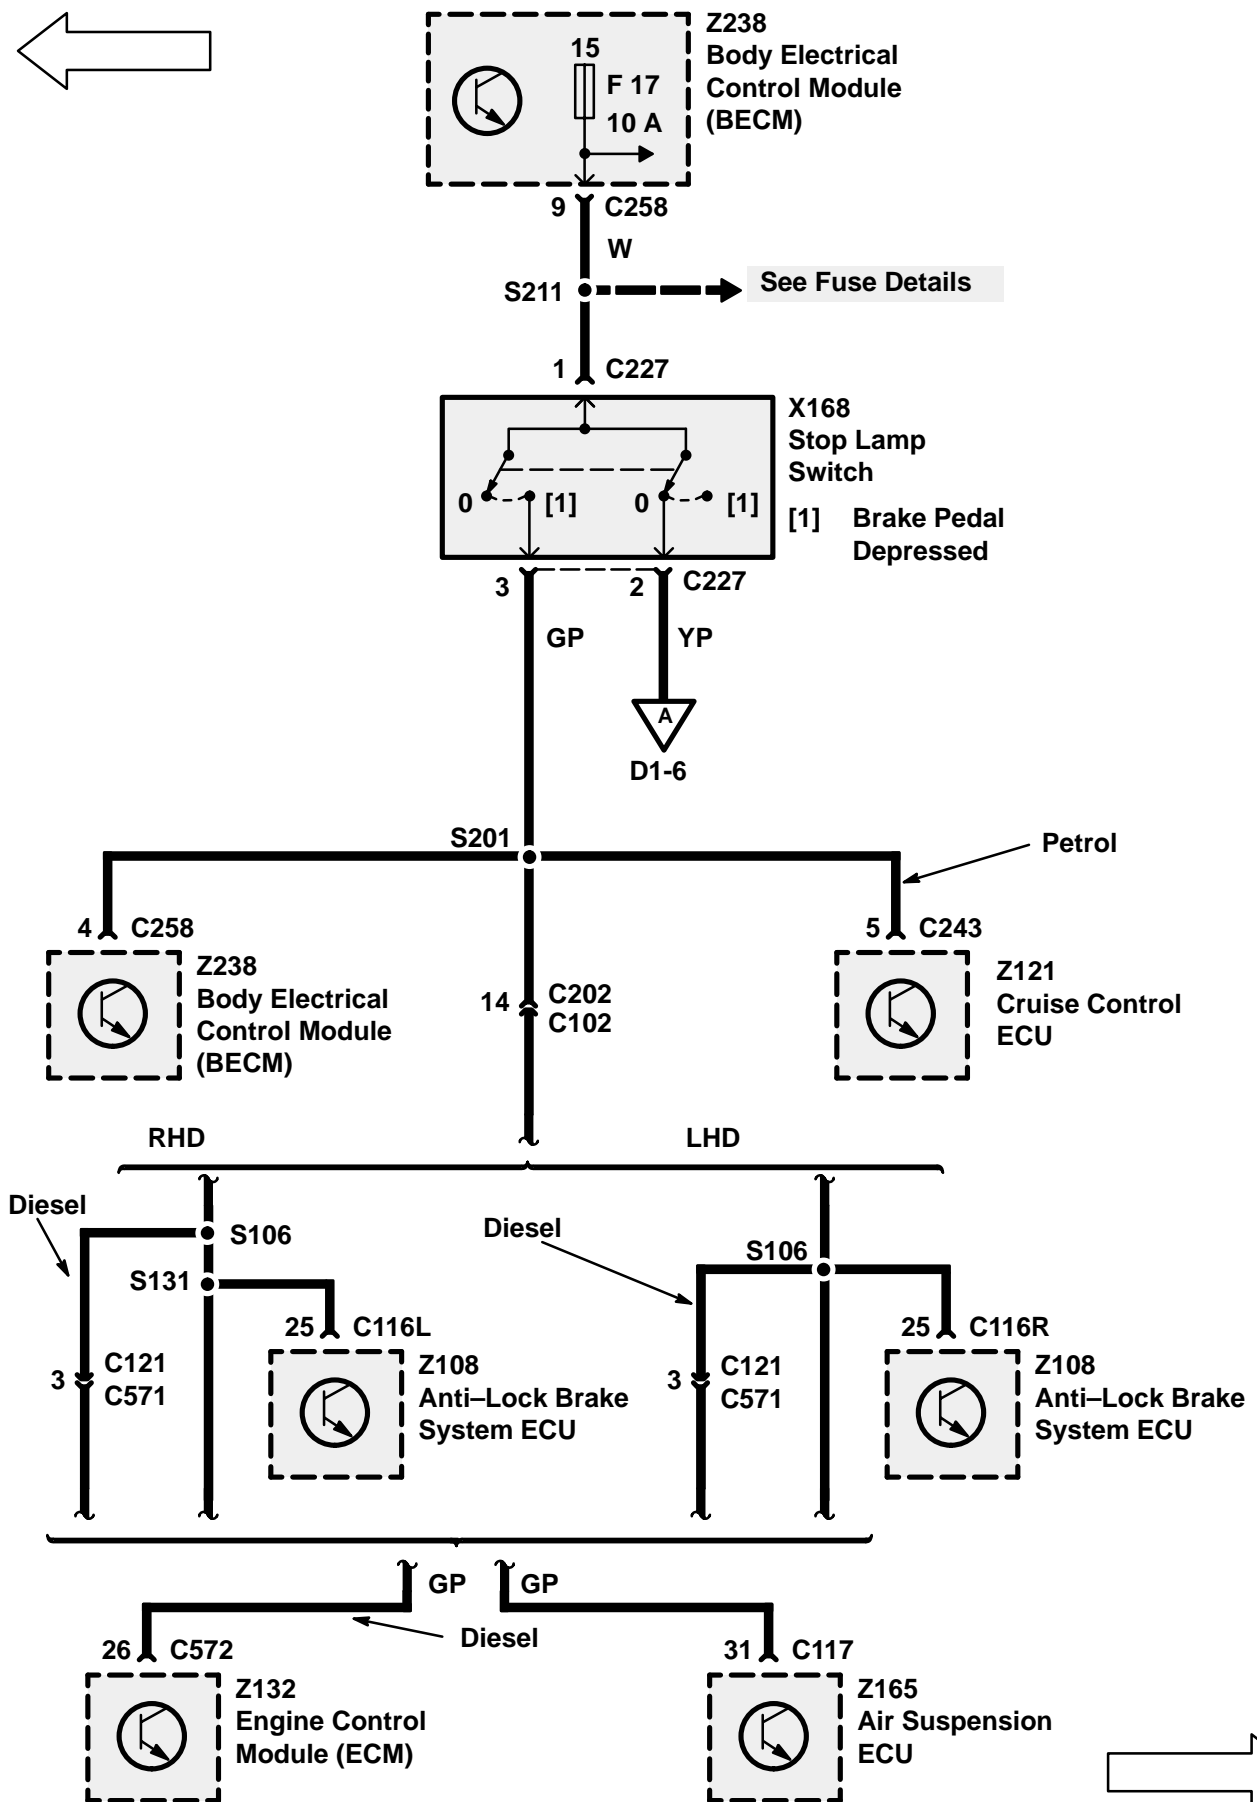 Z238
Body Electrical
Control Module
(BECM)
15
F 17
10 A
9 C258
W
S211
See Fuse Details
1 C227
X168
Stop Lamp
Switch
0 [1] 0 [1]
[1] Brake Pedal
Depressed
3 2 C227
GP YP
A
D1-6
S201
Petrol
4 C258
5 C243
Z238
Body Electrical
Control Module
(BECM)
14 C202
C102
Z121
Cruise Control
ECU
RHD LHD
Diesel
S106
S131
Diesel
S106
25 C116L
25 C116R
3 C121
C571
Z108
Anti–Lock Brake
System ECU
3 C121
C571
Z108
Anti–Lock Brake
System ECU
GP GP
Diesel
26 C572
31 C117
Z132
Engine Control
Module (ECM)
Z165
Air Suspension
ECU